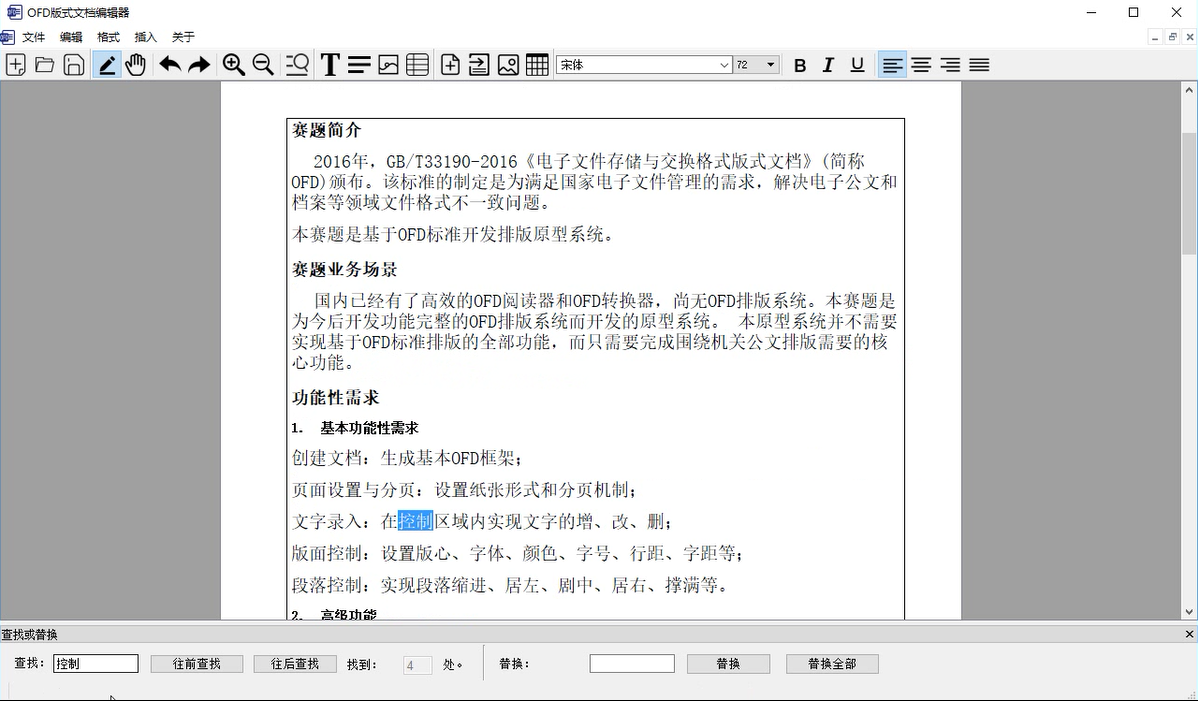 OFD版式文档编辑器
文件 编辑 格式 插入 关于
宋体 72 B I U
赛题简介
2016年，GB/T33190-2016《电子文件存储与交换格式版式文档》(简称
OFD)颁布。该标准的制定是为满足国家电子文件管理的需求，解决电子公文和
档案等领域文件格式不一致问题。
本赛题是基于OFD标准开发排版原型系统。
赛题业务场景
国内已经有了高效的OFD阅读器和OFD转换器，尚无OFD排版系统。本赛题是
为今后开发功能完整的OFD排版系统而开发的原型系统。 本原型系统并不需要
实现基于OFD标准排版的全部功能，而只需要完成围绕机关公文排版需要的核
心功能。
功能性需求
1. 基本功能性需求
创建文档：生成基本OFD框架；
页面设置与分页：设置纸张形式和分页机制；
文字录入：在控制区域内实现文字的增、改、删；
版面控制：设置版心、字体、颜色、字号、行距、字距等；
段落控制：实现段落缩进、居左、剧中、居右、撑满等。
2. 高级功能
查找或替换
查找： 控制 往前查找 往后查找 找到： 4 处。 替换： 替换 替换全部